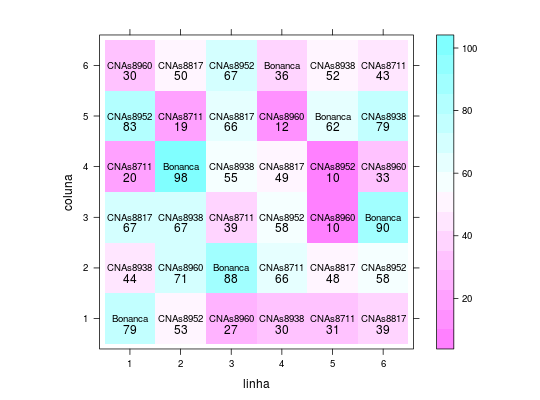 6 CNAs8960 CNAs8817 CNAs8952 Bonanca CNAs8938 CNAs8711
30 50 67 36 52 43
5 CNAs8952 CNAs8711 CNAs8817 CNAs8960 Bonanca CNAs8938
83 19 66 12 62 79
4 CNAs8711 Bonanca CNAs8938 CNAs8817 CNAs8952 CNAs8960
20 98 55 49 10 33
3 CNAs8817 CNAs8938 CNAs8711 CNAs8952 CNAs8960 Bonanca
67 67 39 58 10 90
2 CNAs8938 CNAs8960 Bonanca CNAs8711 CNAs8817 CNAs8952
44 71 88 66 48 58
1 Bonanca CNAs8952 CNAs8960 CNAs8938 CNAs8711 CNAs8817
79 53 27 30 31 39
1 2 3 4 5 6
linha
coluna
100
80
60
40
20